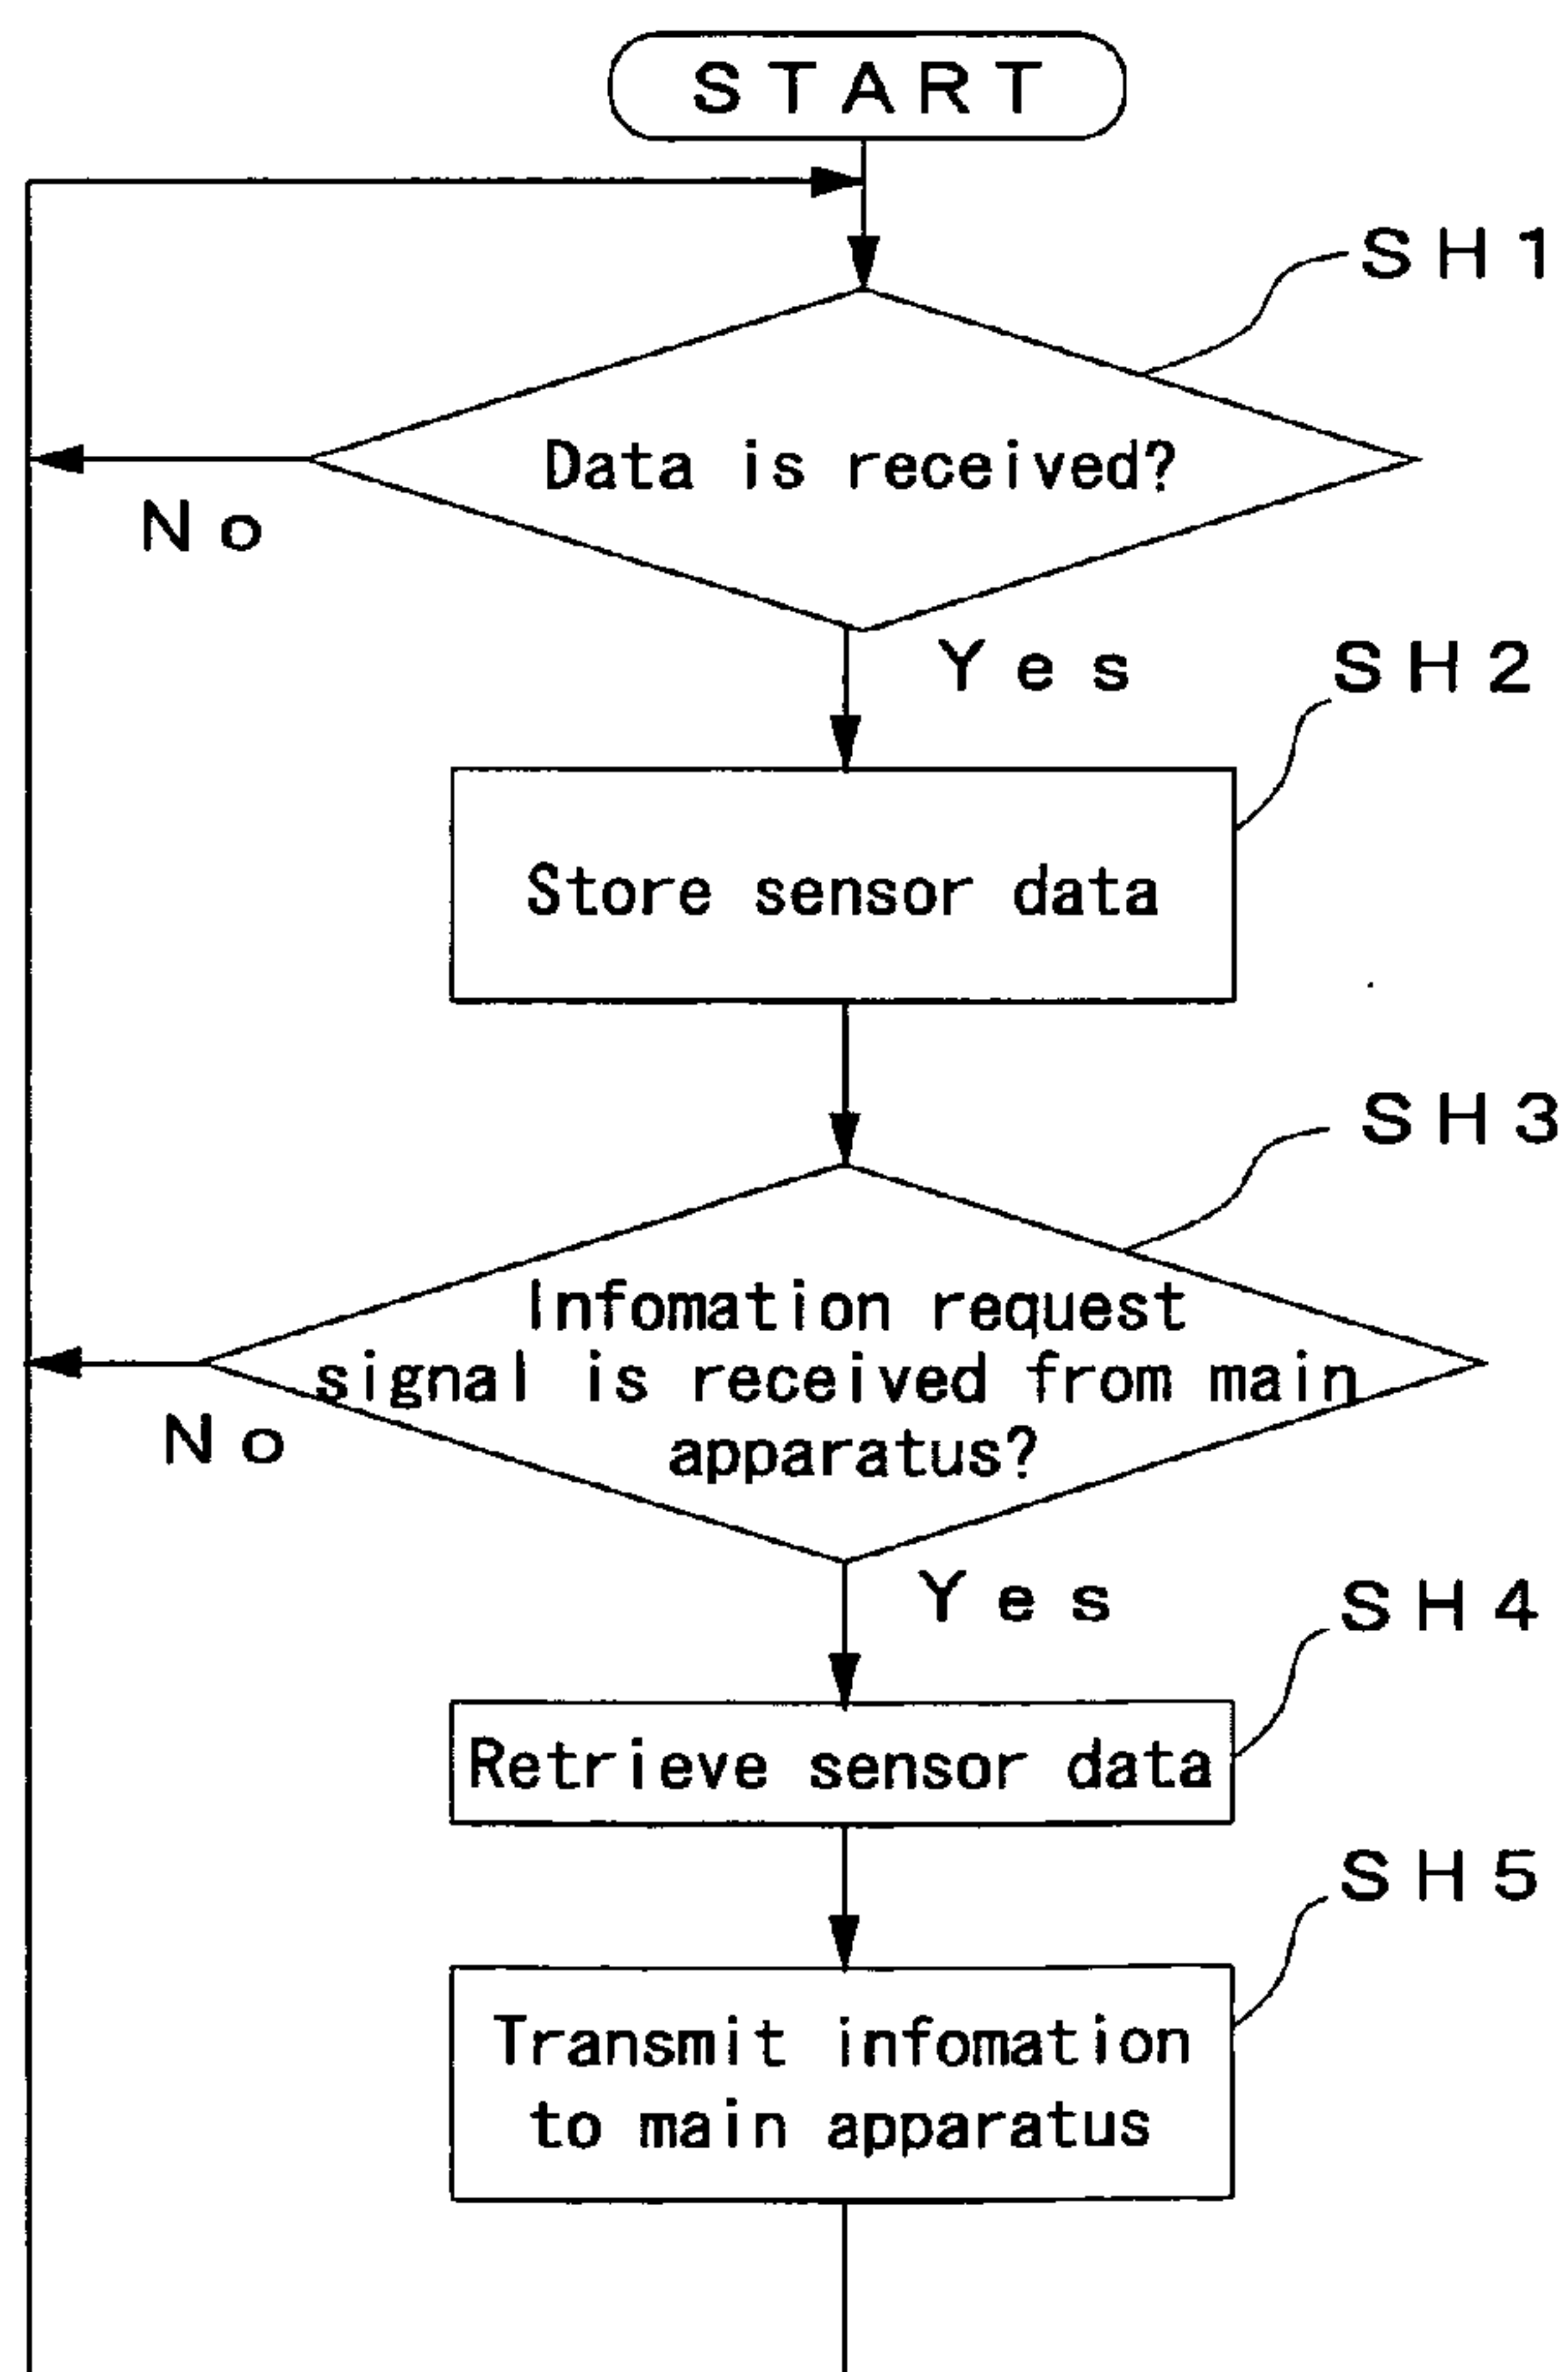 START
SH1
Data is received?
No
Yes
SH2
Store sensor data
SH3
Infomation request
signal is received from main
apparatus?
No
Yes
SH4
Retrieve sensor data
SH5
Transmit infomation
to main apparatus